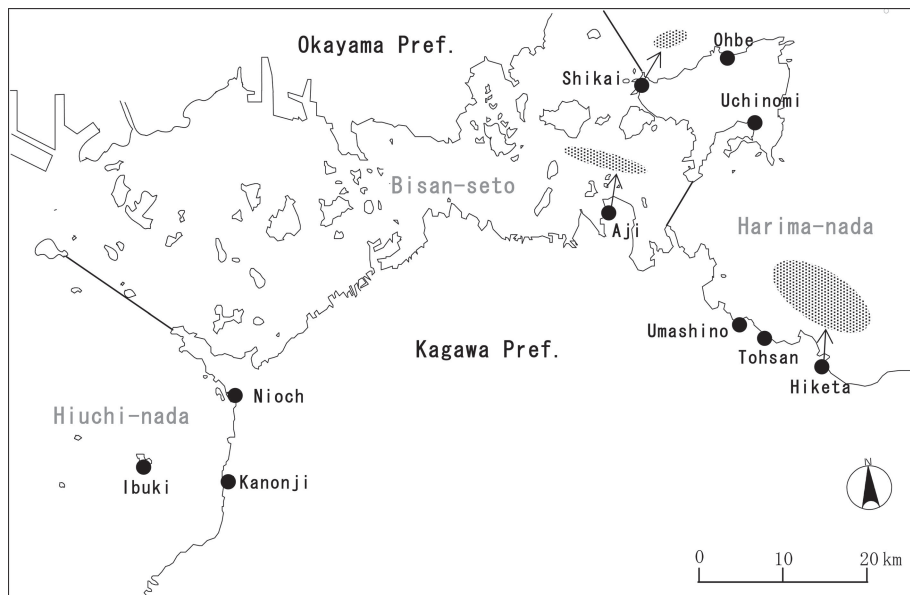 Okayama Pref.
Ohbe
Shikai
Uchinomi
Bisan-seto
Aji
Harima-nada
Umashino
Kagawa Pref.
Tohsan
Hiketa
Nioch
Hiuchi-nada
Ibuki
Kanonji
N
0 10 20 km